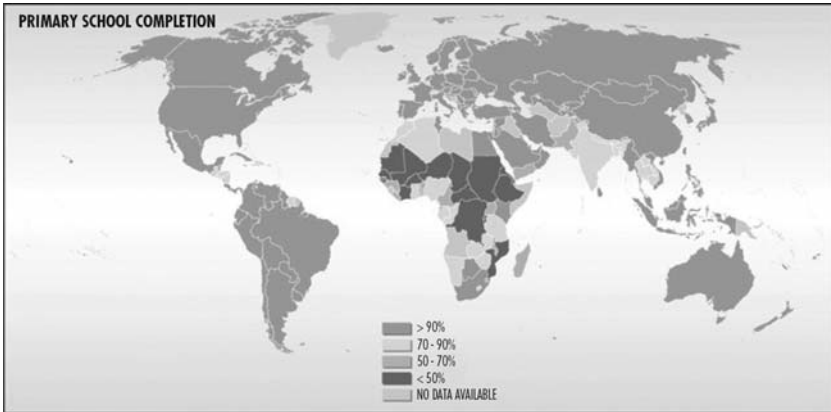 PRIMARY SCHOOL COMPLETION
> 90%
70 - 90%
50 - 70%
< 50%
NO DATA AVAILABLE